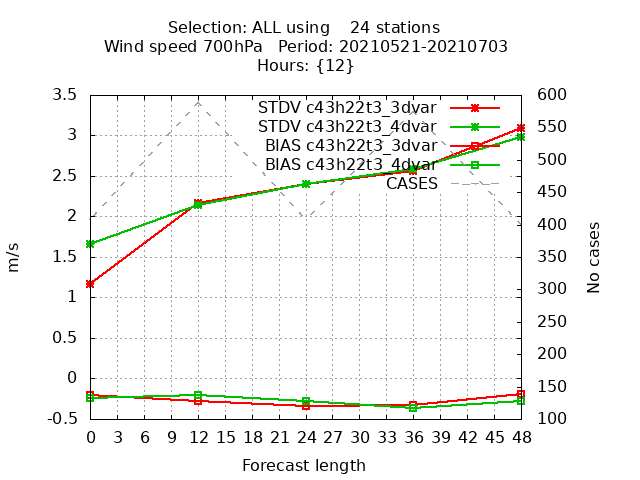 Selection: ALL using    24 stations
Wind speed 700hPa   Period: 20210521-20210703
Hours: {12}
STDV c43h22t3_3dvar
STDV c43h22t3_4dvar
BIAS c43h22t3_3dvar
BIAS c43h22t3_4dvar
CASES
3.5
3
2.5
2
1.5
1
0.5
0
-0.5
m/s
600
550
500
450
400
350
300
250
200
150
100
No cases
0 3 6 9 12 15 18 21 24 27 30 33 36 39 42 45 48
Forecast length